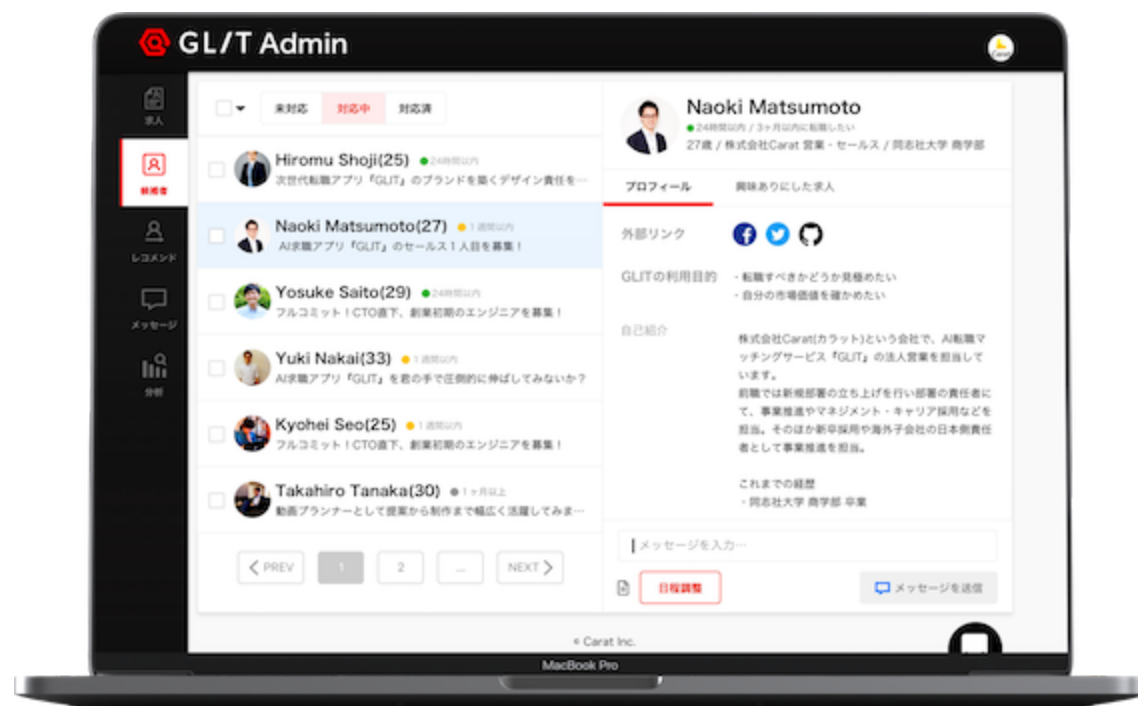 GL/T Admin
Carat
求人
候補者
レコメンド
メッセージ
分析
未対応
対応中
対応済
Hiromu Shoji(25) ●24時間以内
次世代転職アプリ『GLIT』のブランドを築くデザイン責任を…
Naoki Matsumoto(27) ●1週間以内
AI求職アプリ『GLIT』のセールス1人目を募集！
Yosuke Saito(29) ●24時間以内
フルコミット！CTO直下、創業初期のエンジニアを募集！
Yuki Nakai(33) ●1週間以内
AI求職アプリ『GLIT』を君の手で圧倒的に伸ばしてみないか？
Kyohei Seo(25) ●1週間以内
フルコミット！CTO直下、創業初期のエンジニアを募集！
Takahiro Tanaka(30) ●1ヶ月以上
動画プランナーとして提案から制作まで幅広く活躍してみま…
PREV
1
2
...
NEXT
Naoki Matsumoto
●24時間以内 / 3ヶ月以内に転職したい
27歳 / 株式会社Carat 営業・セールス / 同志社大学 商学部
プロフィール
興味ありにした求人
外部リンク
GLITの利用目的
・転職すべきかどうか見極めたい
・自分の市場価値を確かめたい
自己紹介
株式会社Carat(カラット)という会社で、AI転職マ
ッチングサービス『GLIT』の法人営業を担当して
います。
前職では新規部署の立ち上げを行い部署の責任者に
て、事業推進やマネジメント・キャリア採用などを
担当。そのほか新卒採用や海外子会社の日本側責任
者として事業推進を担当。
これまでの経歴
・同志社大学 商学部 卒業
メッセージを入力…
日程調整
メッセージを送信
© Carat Inc.
MacBook Pro